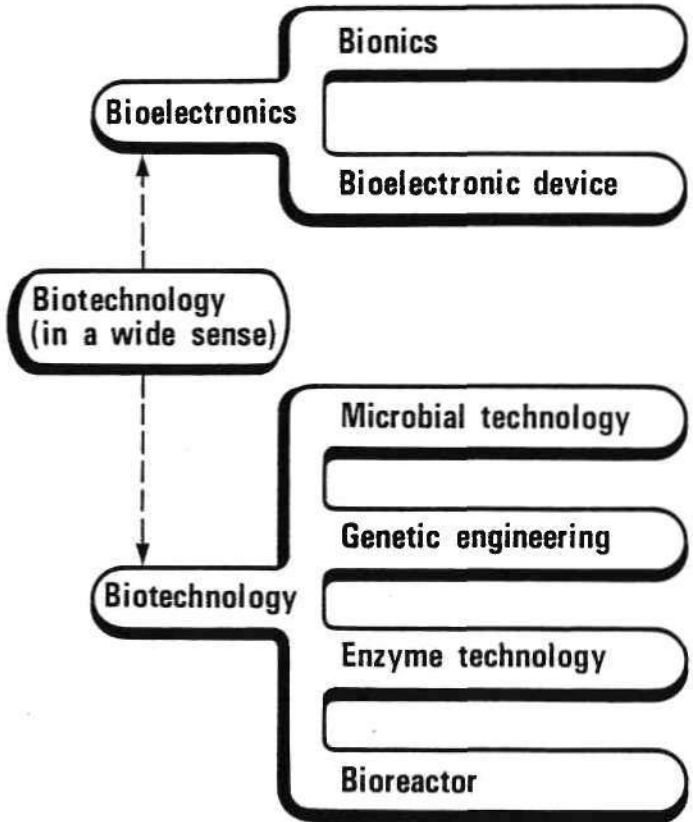 Bionics
Bioelectronics
Bioelectronic device
Biotechnology
(in a wide sense)
Microbial technology
Genetic engineering
Biotechnology
Enzyme technology
Bioreactor